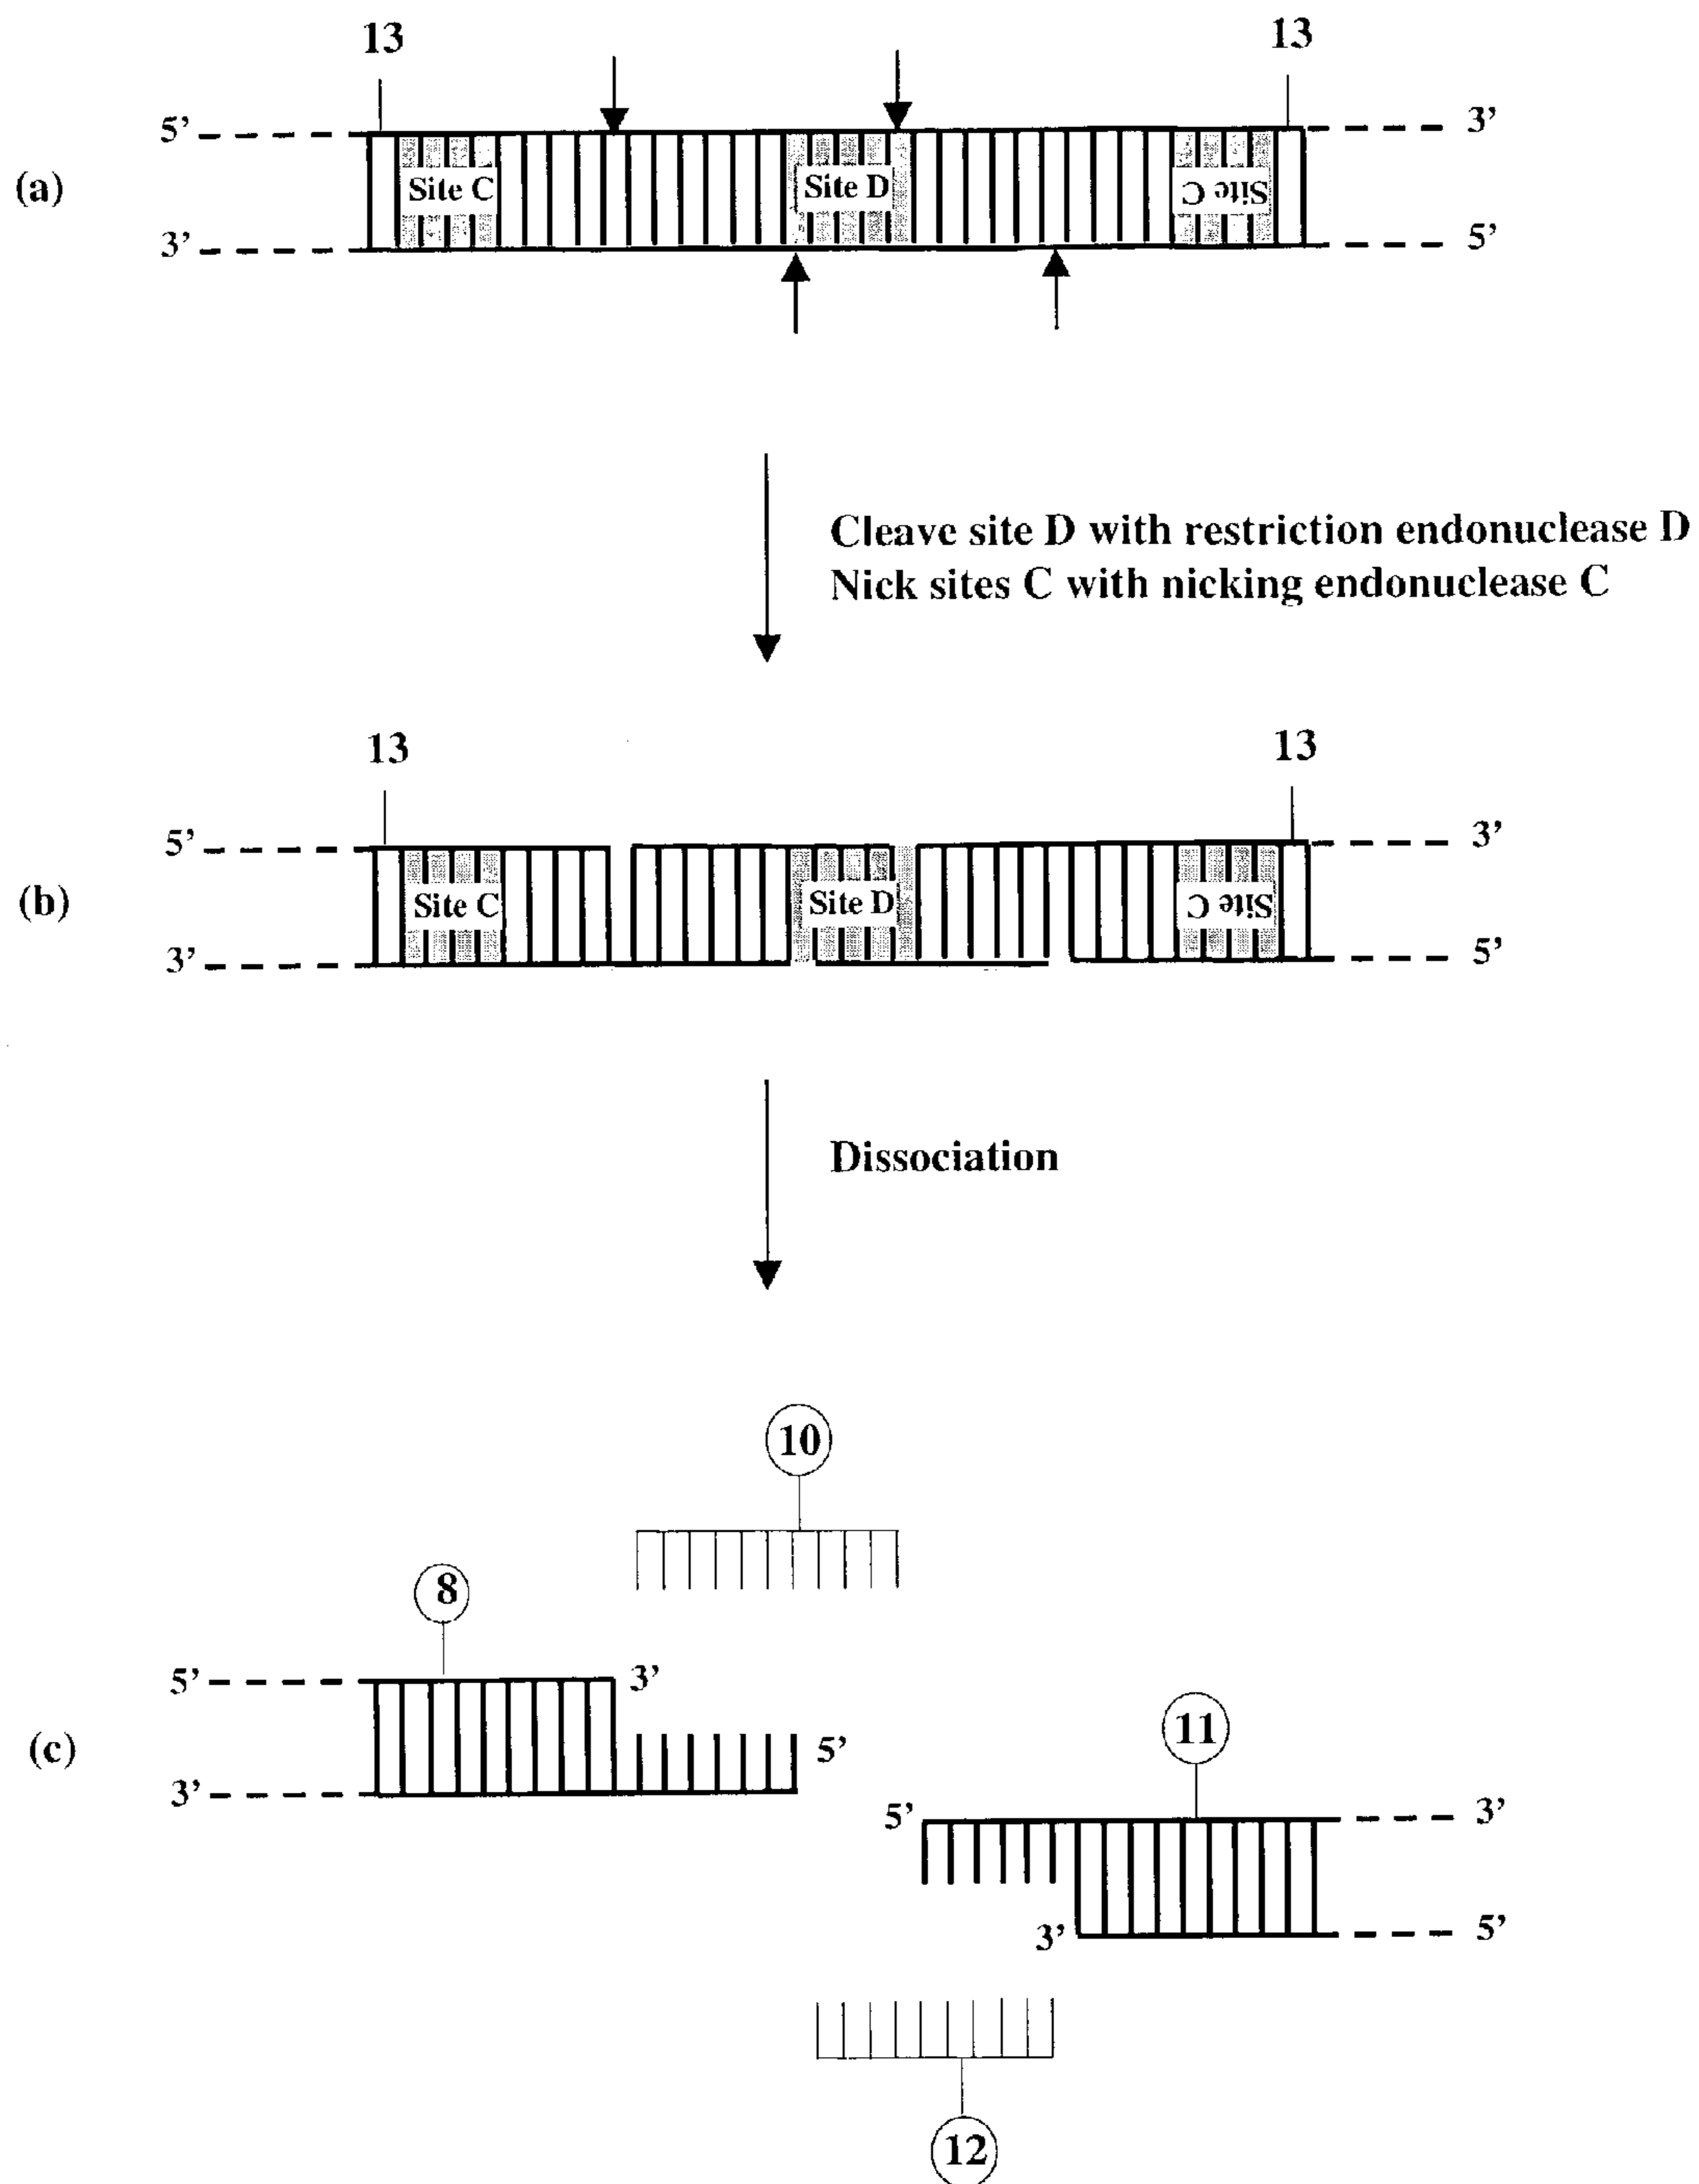 13 13
5’ 3’
(a) Site C Site D Site C
3’ 5’
Cleave site D with restriction endonuclease D
Nick sites C with nicking endonuclease C
13 13
5’ 3’
(b) Site C Site D Site C
3’ 5’
Dissociation
10
8
5’ 3’
11
(c) 5’
3’
5’ 3’
3’ 5’
12